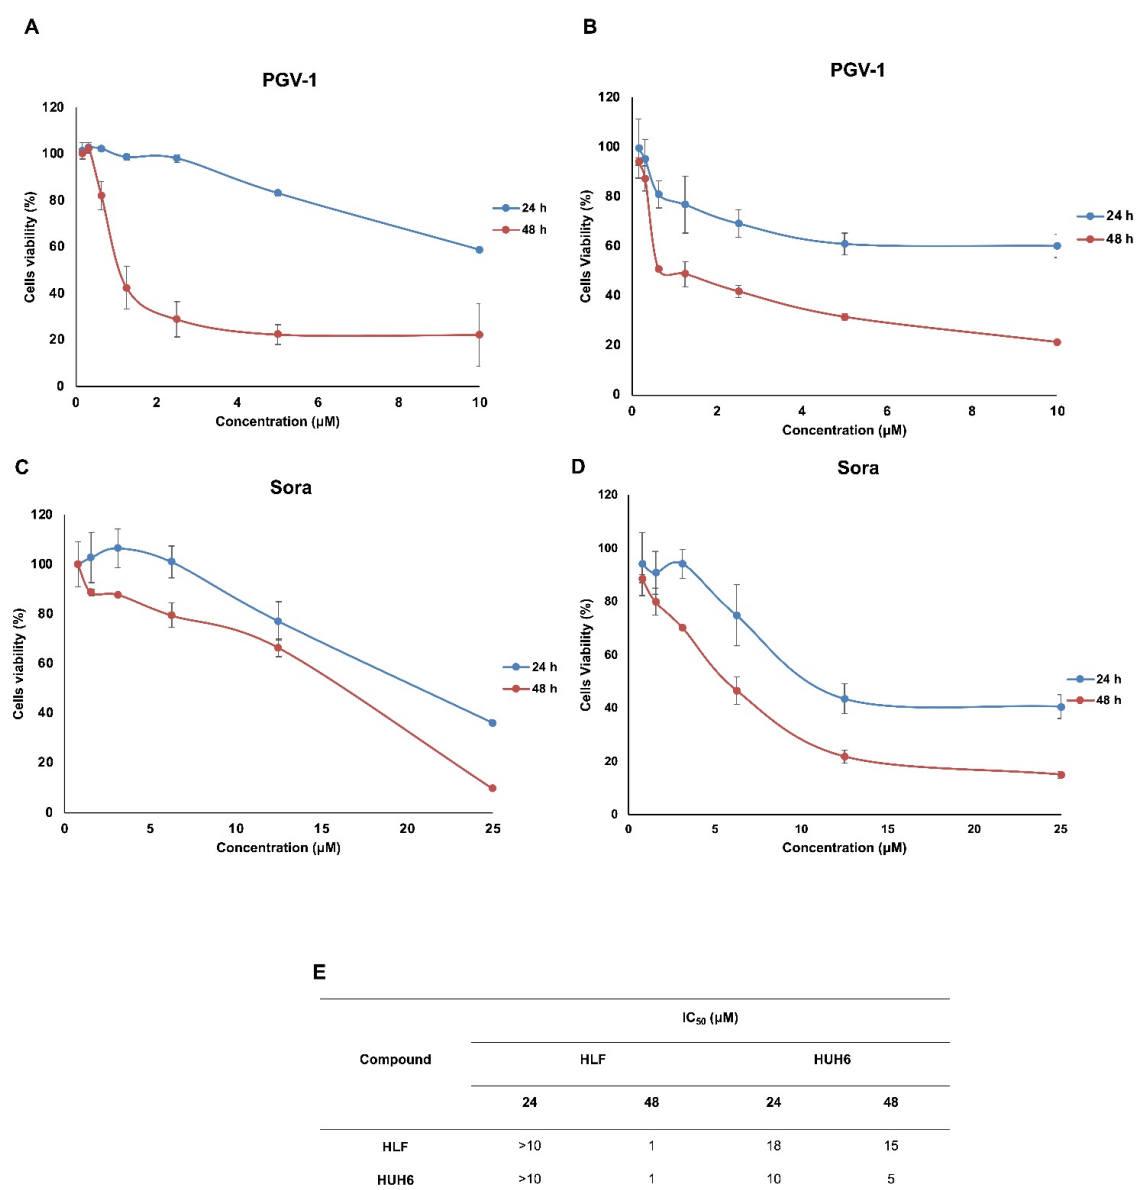 A
PGV-1
120
100
80
60
40
20
0
Cells viability (%)
0 2 4 6 8 10
Concentration (µM)
24 h
48 h
B
PGV-1
120
100
80
60
40
20
0
Cells Viability (%)
0 2 4 6 8 10
Concentration (µM)
24 h
48 h
C
Sora
120
100
80
60
40
20
0
Cells viability (%)
0 5 10 15 20 25
Concentration (µM)
24 h
48 h
D
Sora
120
100
80
60
40
20
0
Cells Viability (%)
0 5 10 15 20 25
Concentration (µM)
24 h
48 h
E
IC50 (µM)
Compound HLF HUH6
24 48 24 48
HLF >10 1 18 15
HUH6 >10 1 10 5